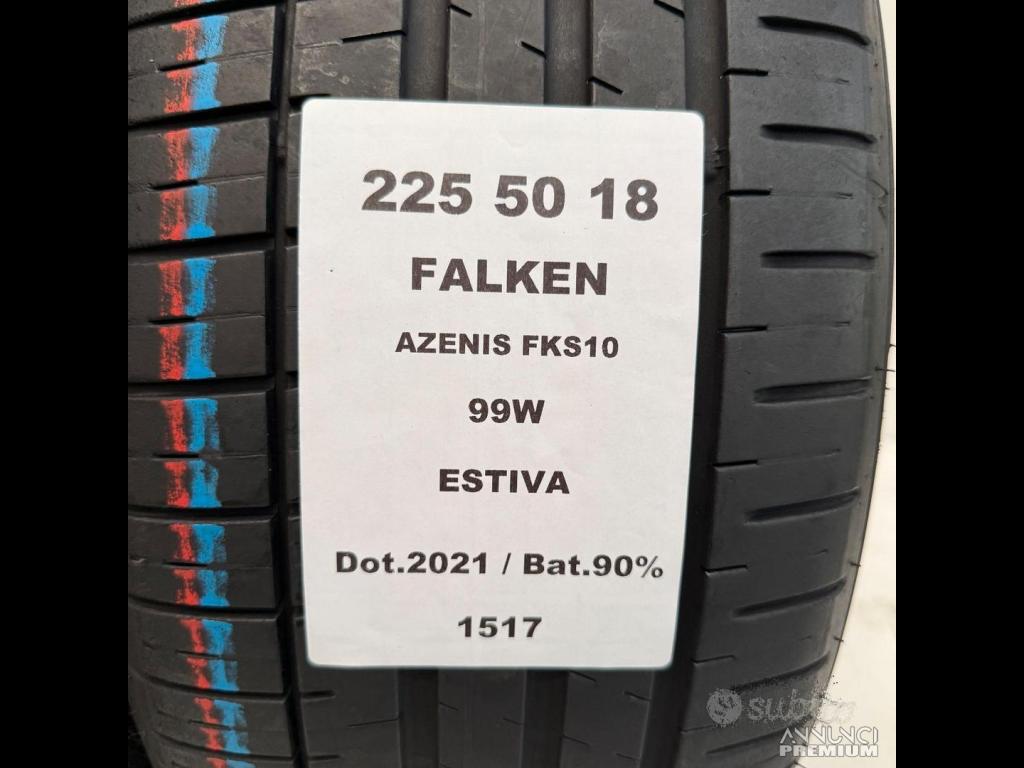 225 50 18
FALKEN
AZENIS FKS10
99W
ESTIVA
Dot.2021 / Bat.90%
1517
subito
ANNUNCI
PREMIUM